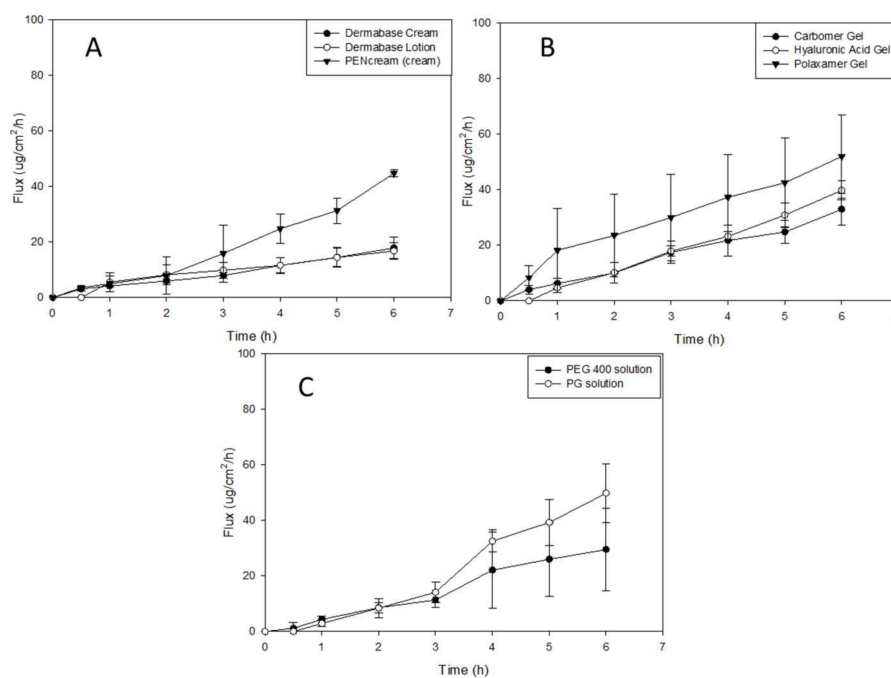 A
Dermabase Cream
Dermabase Lotion
PENcream (cream)
100
80
60
40
20
0
Flux (ug/cm²/h)
0 1 2 3 4 5 6 7
Time (h)
B
Carbomer Gel
Hyaluronic Acid Gel
Polaxamer Gel
100
80
60
40
20
0
Flux (ug/cm²/h)
0 1 2 3 4 5 6
Time (h)
C
PEG 400 solution
PG solution
100
80
60
40
20
0
Flux (ug/cm²/h)
0 1 2 3 4 5 6 7
Time (h)